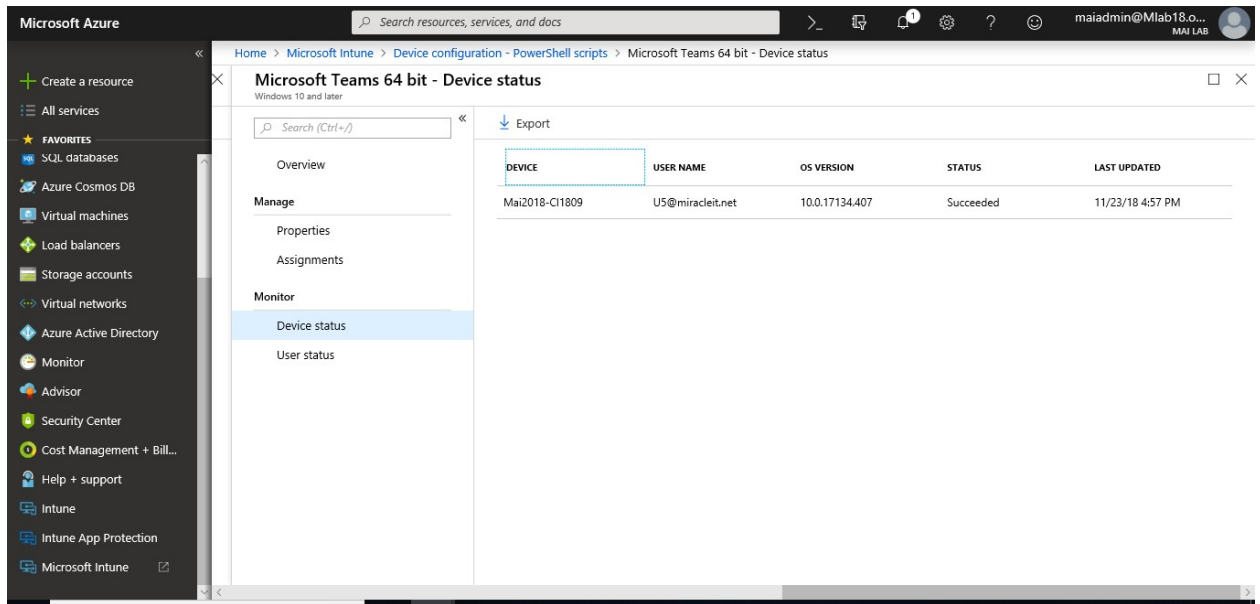 Microsoft Azure
Search resources, services, and docs
1
maiadmin@Mlab18.o...
MAI LAB
Home > Microsoft Intune > Device configuration - PowerShell scripts > Microsoft Teams 64 bit - Device status
Create a resource
All services
FAVORITES
SQL databases
Azure Cosmos DB
Virtual machines
Load balancers
Storage accounts
Virtual networks
Azure Active Directory
Monitor
Advisor
Security Center
Cost Management + Bill...
Help + support
Intune
Intune App Protection
Microsoft Intune
Microsoft Teams 64 bit - Device status
Windows 10 and later
Search (Ctrl+/)
Overview
Manage
Properties
Assignments
Monitor
Device status
User status
Export
DEVICE USER NAME OS VERSION STATUS LAST UPDATED
Mai2018-CI1809 U5@miracleit.net 10.0.17134.407 Succeeded 11/23/18 4:57 PM